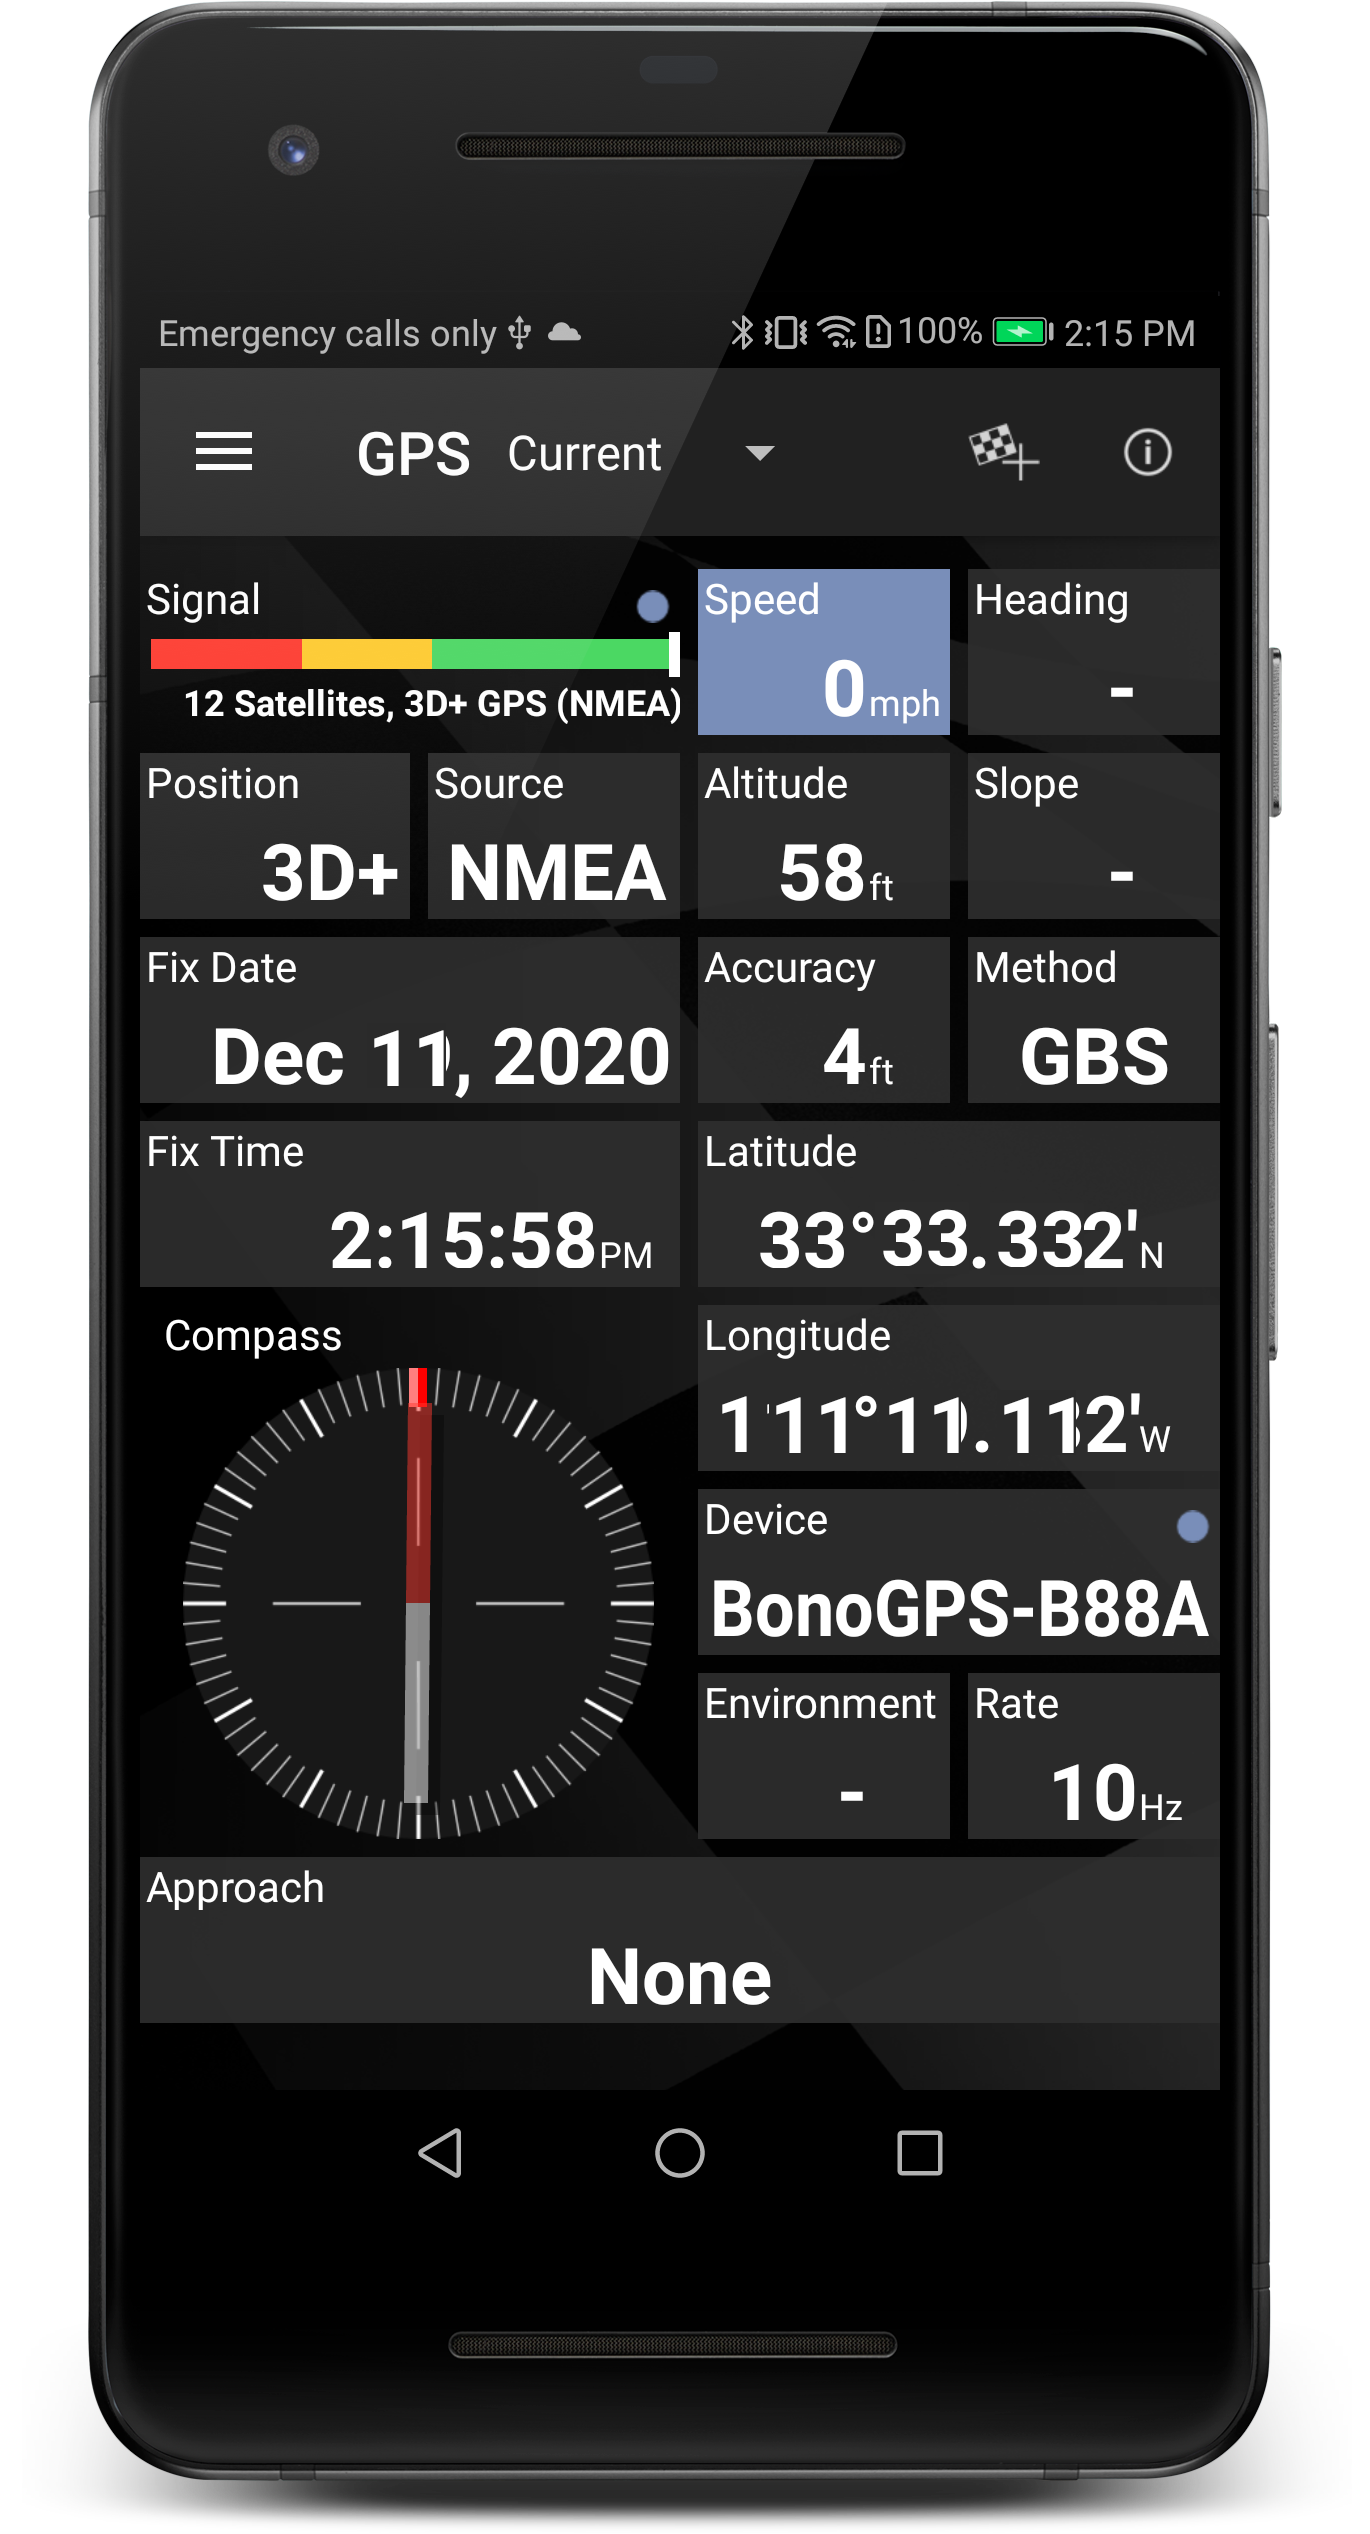 Emergency calls only 100% 2:15 PM
GPS Current
Signal
12 Satellites, 3D+ GPS (NMEA)
Speed
0 mph
Heading
-
Position
3D+
Source
NMEA
Altitude
58 ft
Slope
-
Fix Date
Dec 11, 2020
Accuracy
4 ft
Method
GBS
Fix Time
2:15:58 PM
Latitude
33°33.332' N
Compass
Longitude
111°11.112' W
Device
BonoGPS-B88A
Environment
-
Rate
10 Hz
Approach
None